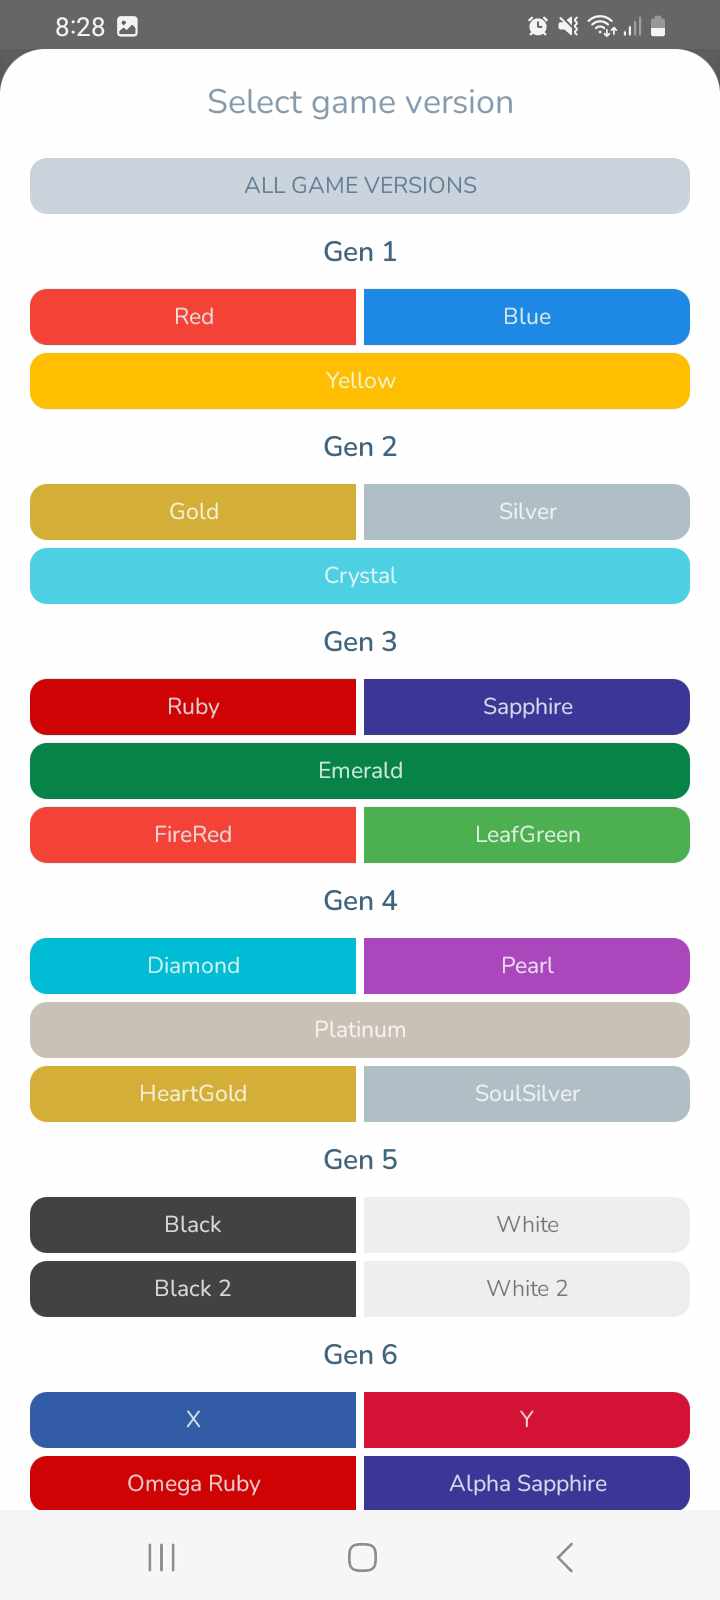 8:28
Select game version
ALL GAME VERSIONS
Gen 1
Red Blue
Yellow
Gen 2
Gold Silver
Crystal
Gen 3
Ruby Sapphire
Emerald
FireRed LeafGreen
Gen 4
Diamond Pearl
Platinum
HeartGold SoulSilver
Gen 5
Black White
Black 2 White 2
Gen 6
X Y
Omega Ruby Alpha Sapphire